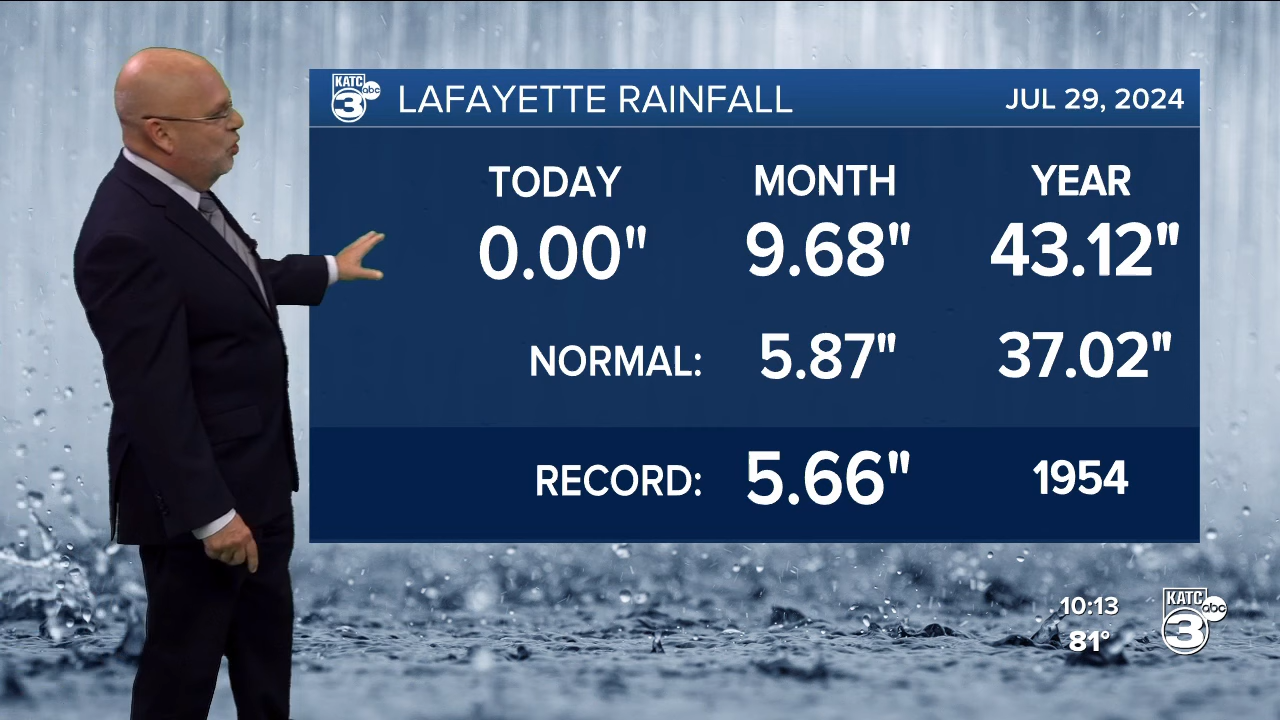 KATC
3
abc
LAFAYETTE RAINFALL
JUL 29, 2024
TODAY MONTH YEAR
0.00" 9.68" 43.12"
NORMAL: 5.87" 37.02"
RECORD: 5.66" 1954
10:13
81°
KATC
3
abc